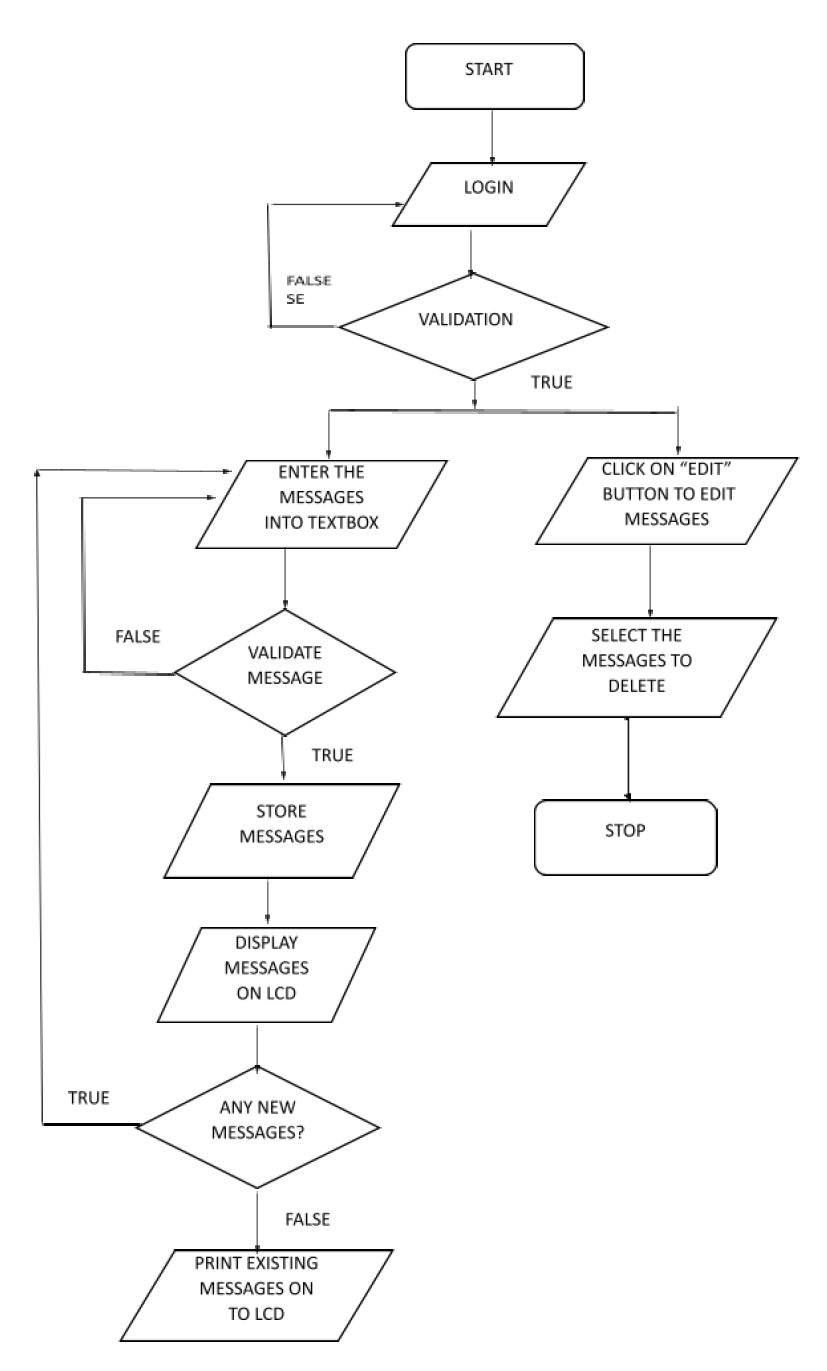 START
LOGIN
FALSE
SE
VALIDATION
TRUE
ENTER THE
MESSAGES
INTO TEXTBOX
CLICK ON “EDIT”
BUTTON TO EDIT
MESSAGES
FALSE
VALIDATE
MESSAGE
SELECT THE
MESSAGES TO
DELETE
TRUE
STORE
MESSAGES
STOP
DISPLAY
MESSAGES
ON LCD
TRUE
ANY NEW
MESSAGES?
FALSE
PRINT EXISTING
MESSAGES ON
TO LCD